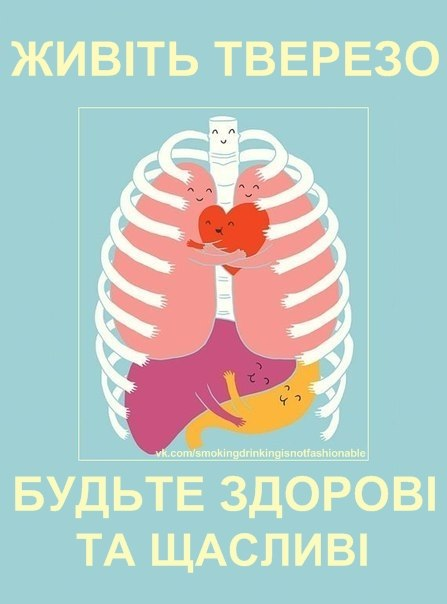 ЖИВІТЬ ТВЕРЕЗО
vk.com/smokingdrinkingisnotfashionable
БУДЬТЕ ЗДОРОВІ
ТА ЩАСЛИВІ